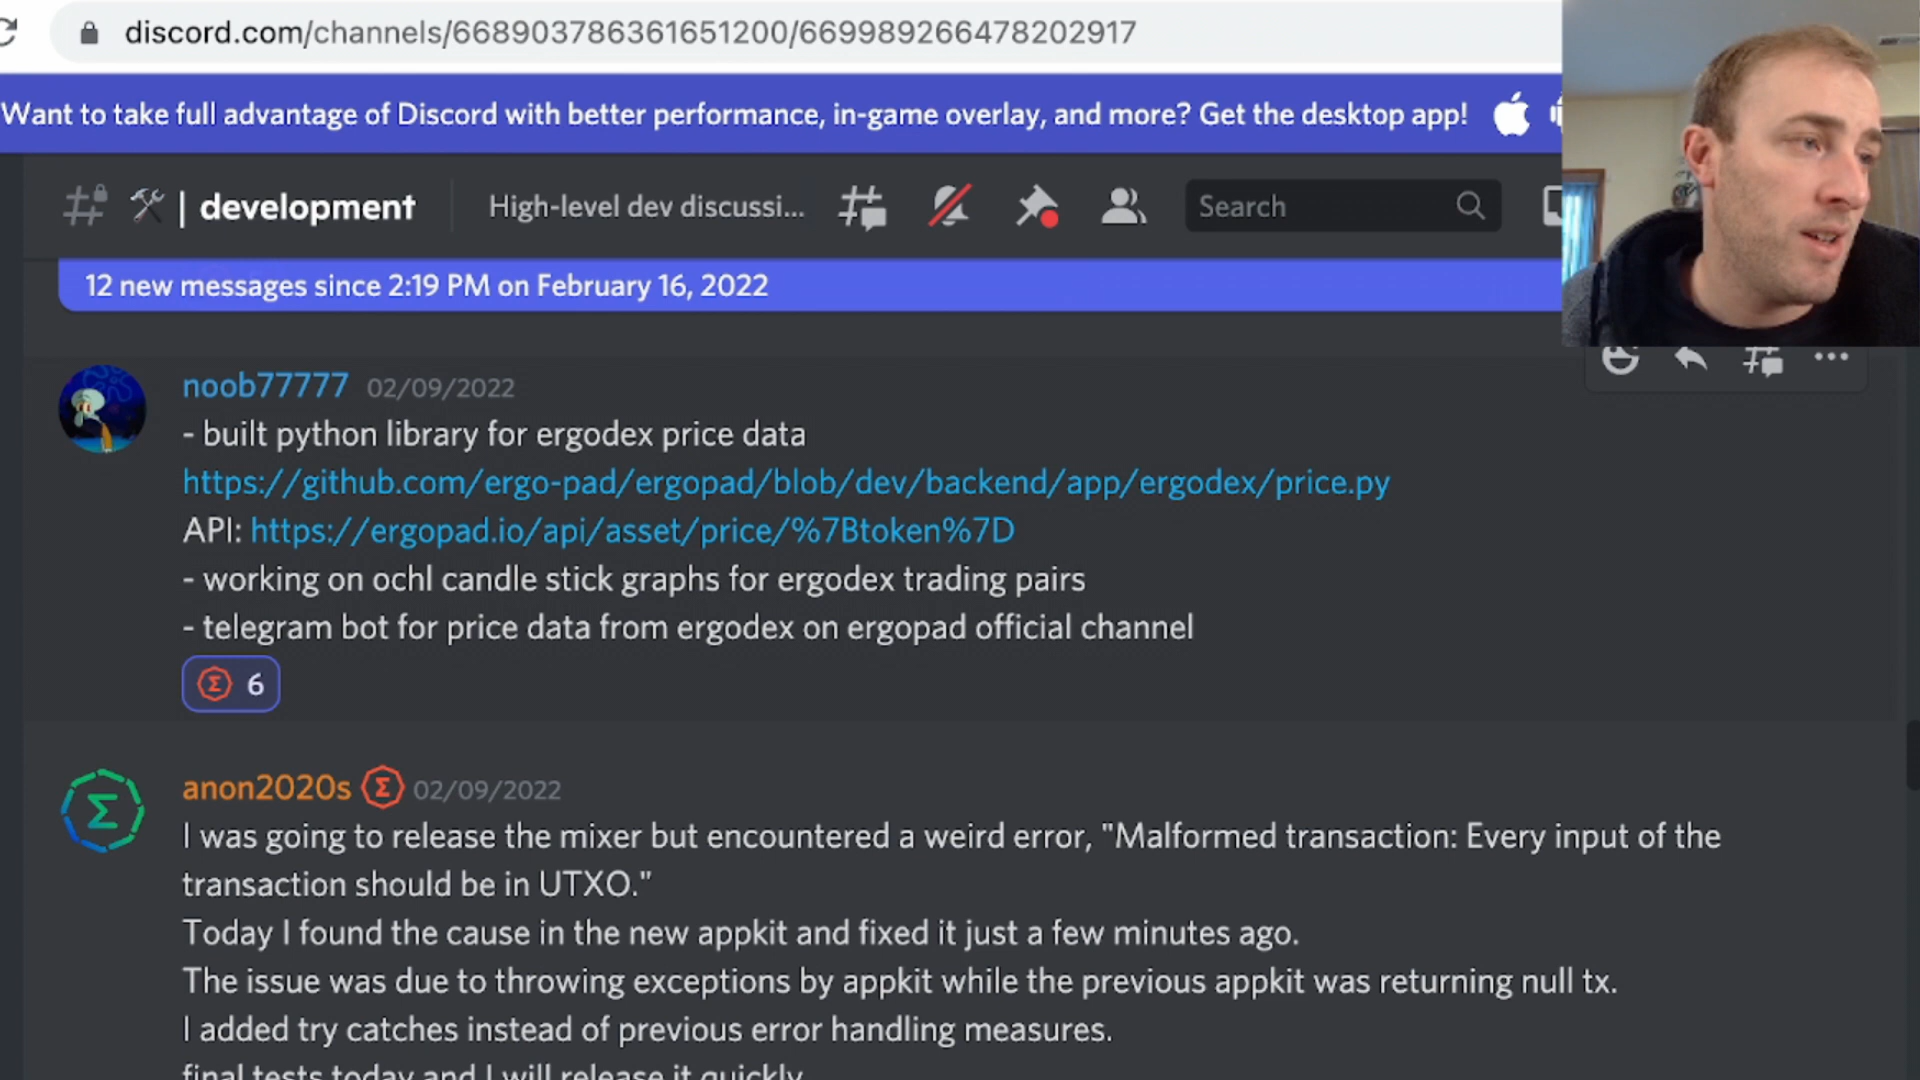 discord.com/channels/668903786361651200/669989266478202917
Want to take full advantage of Discord with better performance, in-game overlay, and more? Get the desktop app!
| development High-level dev discussi... Search
12 new messages since 2:19 PM on February 16, 2022
noob77777 02/09/2022
- built python library for ergodex price data
https://github.com/ergo-pad/ergopad/blob/dev/backend/app/ergodex/price.py
API: https://ergopad.io/api/asset/price/%7Btoken%7D
- working on ochl candle stick graphs for ergodex trading pairs
- telegram bot for price data from ergodex on ergopad official channel
Σ 6
Σ
anon2020s Σ 02/09/2022
I was going to release the mixer but encountered a weird error, "Malformed transaction: Every input of the
transaction should be in UTXO."
Today I found the cause in the new appkit and fixed it just a few minutes ago.
The issue was due to throwing exceptions by appkit while the previous appkit was returning null tx.
I added try catches instead of previous error handling measures.
final tests today and I will release it quickly